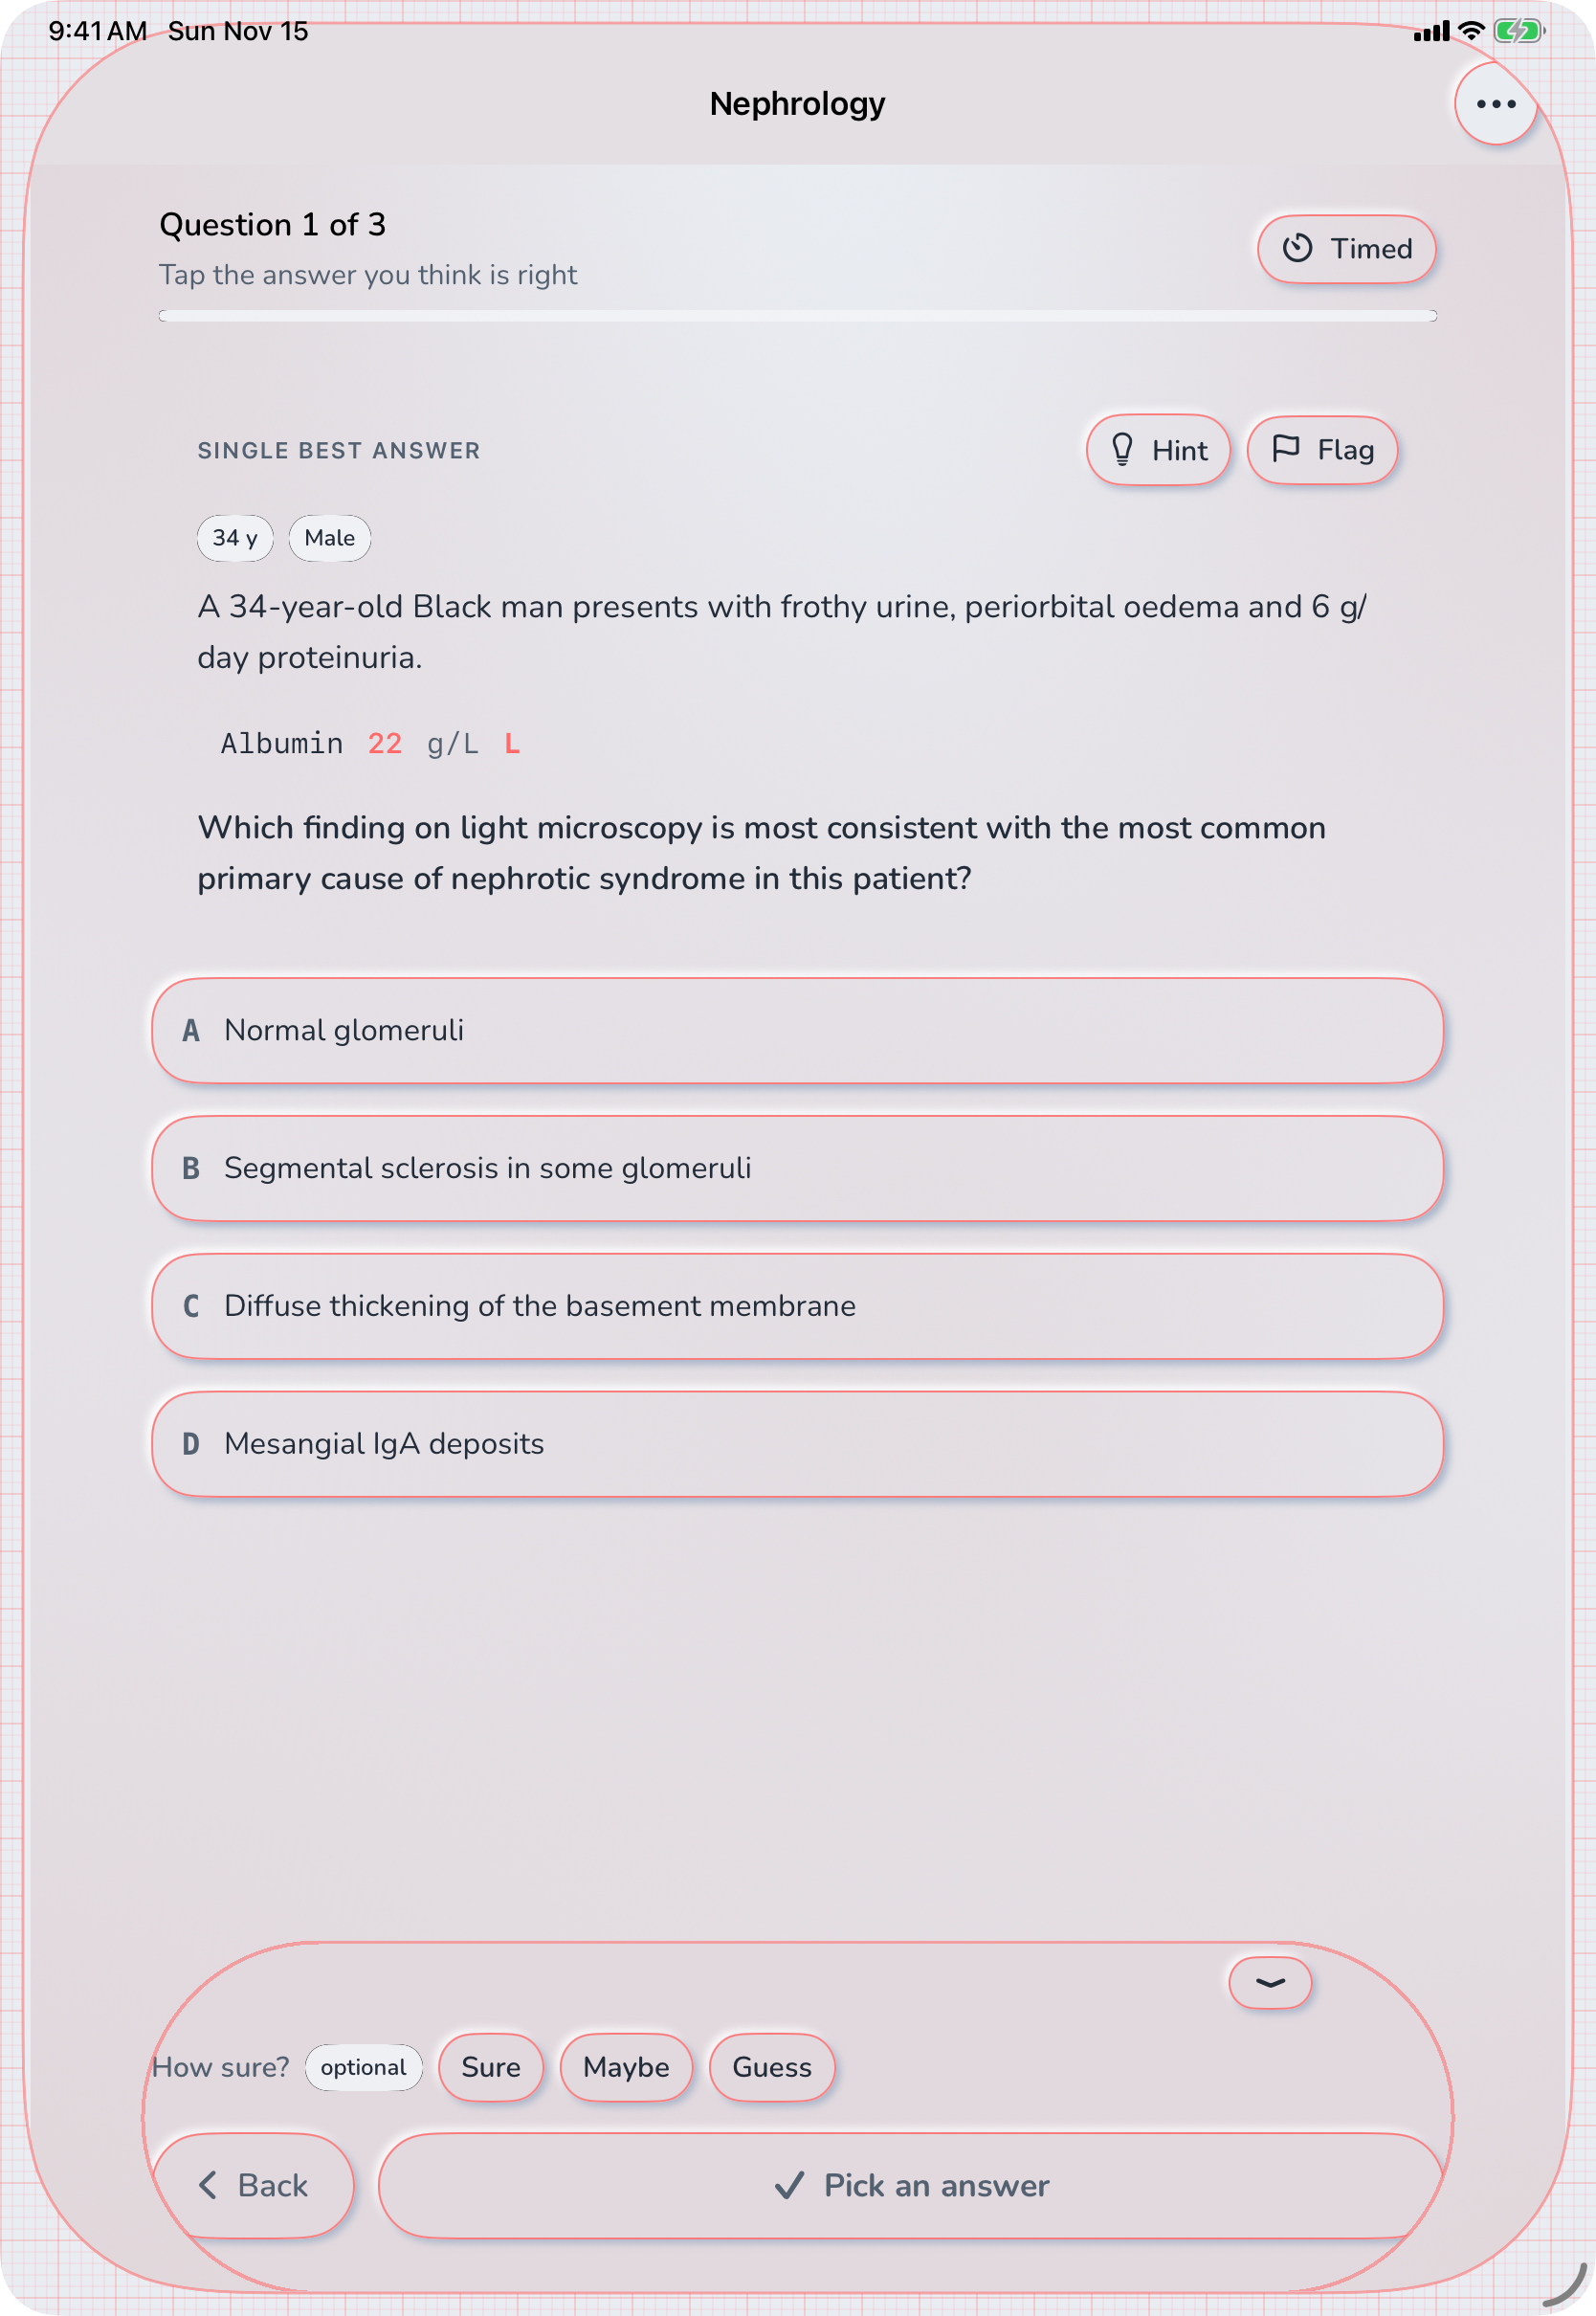 9:41 AM Sun Nov 15
Nephrology
Question 1 of 3
Tap the answer you think is right
Timed
SINGLE BEST ANSWER
Hint
Flag
34 y
Male
A 34-year-old Black man presents with frothy urine, periorbital oedema and 6 g/
day proteinuria.
Albumin 22 g/L L
Which finding on light microscopy is most consistent with the most common
primary cause of nephrotic syndrome in this patient?
A Normal glomeruli
B Segmental sclerosis in some glomeruli
C Diffuse thickening of the basement membrane
D Mesangial IgA deposits
How sure? optional Sure Maybe Guess
Back
Pick an answer